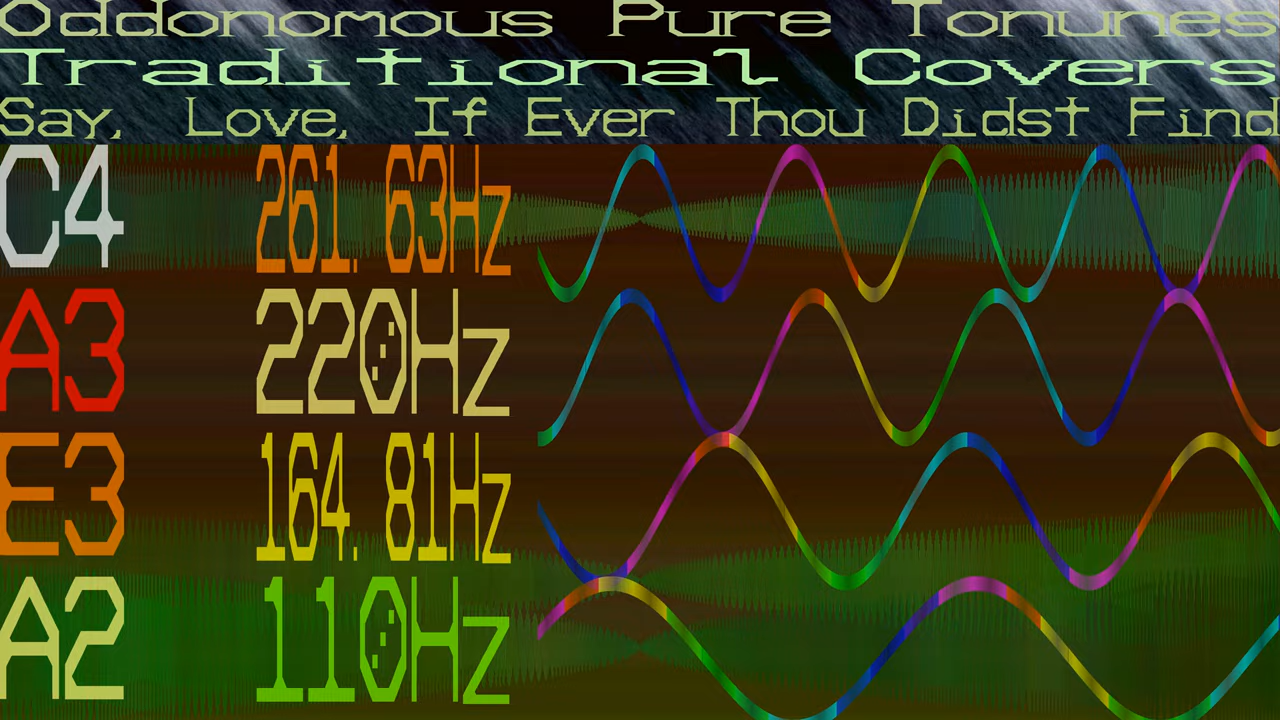 Oddonomous Pure Tonunes
Traditional Covers
Say, Love, If Ever Thou Didst Find
C4 261.63Hz
A3 220Hz
E3 164.81Hz
A2 110Hz